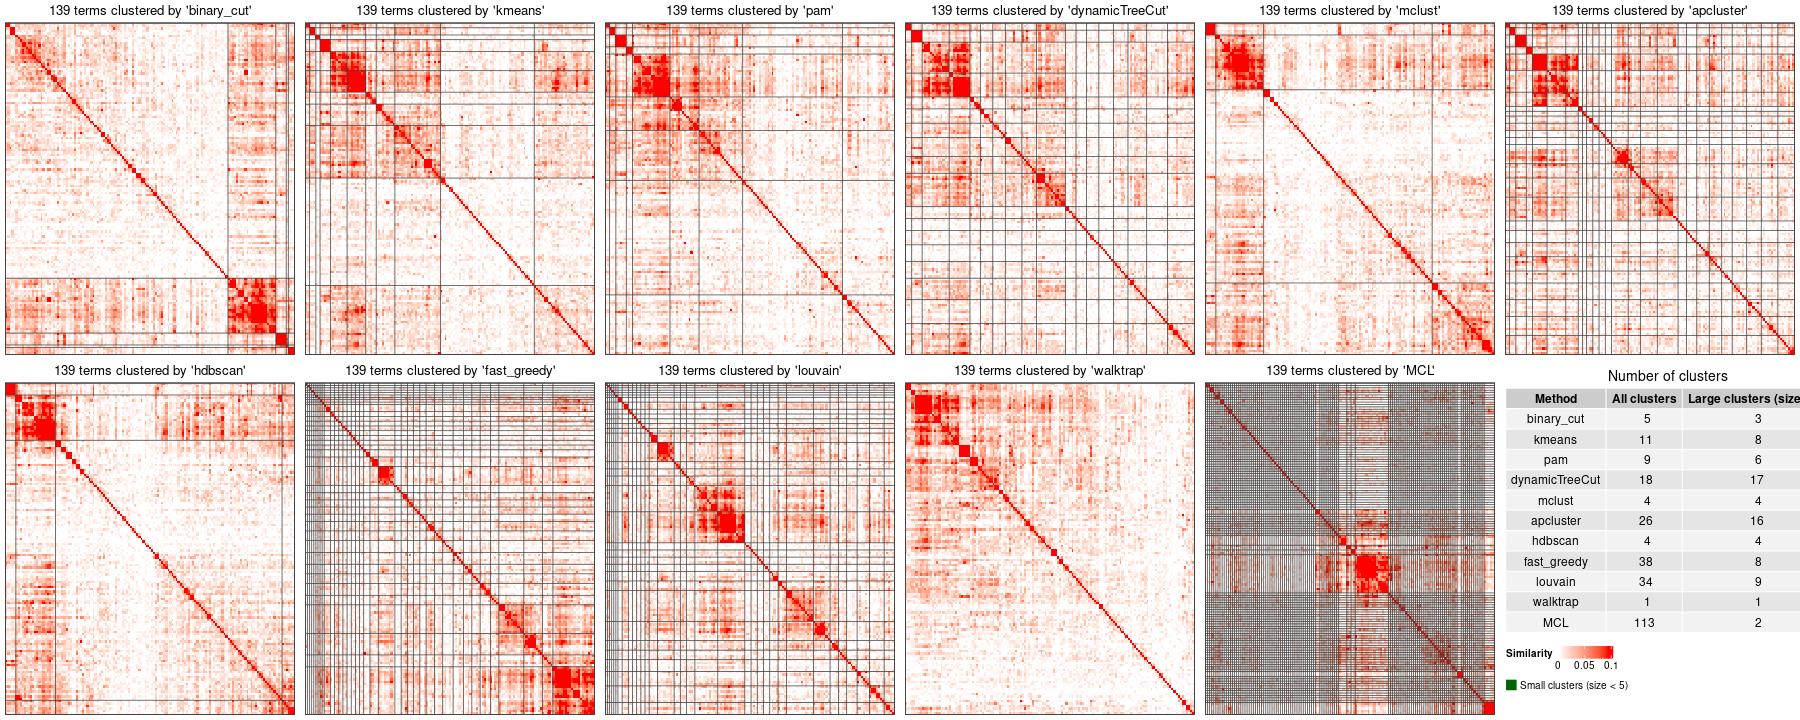 139 terms clustered by 'binary_cut'
139 terms clustered by 'kmeans'
139 terms clustered by 'pam'
139 terms clustered by 'dynamicTreeCut'
139 terms clustered by 'mclust'
139 terms clustered by 'apcluster'
139 terms clustered by 'hdbscan'
139 terms clustered by 'fast_greedy'
139 terms clustered by 'louvain'
139 terms clustered by 'walktrap'
139 terms clustered by 'MCL'
Number of clusters
Method All clusters Large clusters (size
binary_cut 5 3
kmeans 11 8
pam 9 6
dynamicTreeCut 18 17
mclust 4 4
apcluster 26 16
hdbscan 4 4
fast_greedy 38 8
louvain 34 9
walktrap 1 1
MCL 113 2
Similarity
0 0.05 0.1
Small clusters (size < 5)